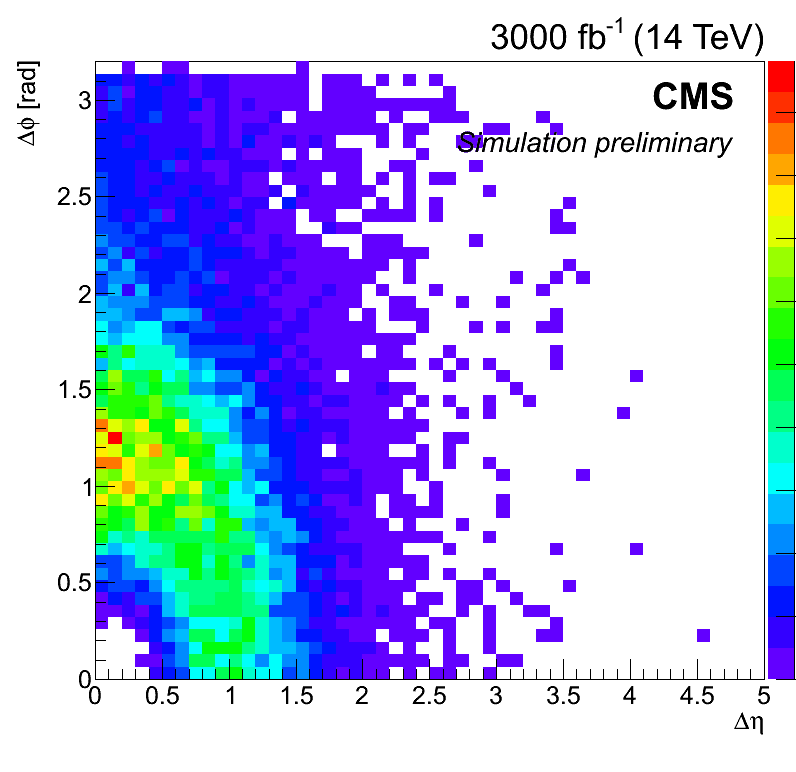 3000 fb-1 (14 TeV)
Δϕ [rad]
CMS
Simulation preliminary
3
2.5
2
1.5
1
0.5
0
0 0.5 1 1.5 2 2.5 3 3.5 4 4.5 5
Δη